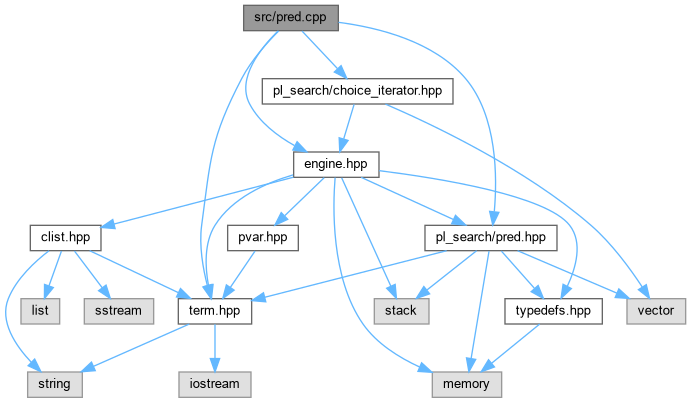 src/pred.cpp
pl_search/choice_iterator.hpp
engine.hpp
clist.hpp
pvar.hpp
pl_search/pred.hpp
list
sstream
term.hpp
stack
typedefs.hpp
vector
string
iostream
memory